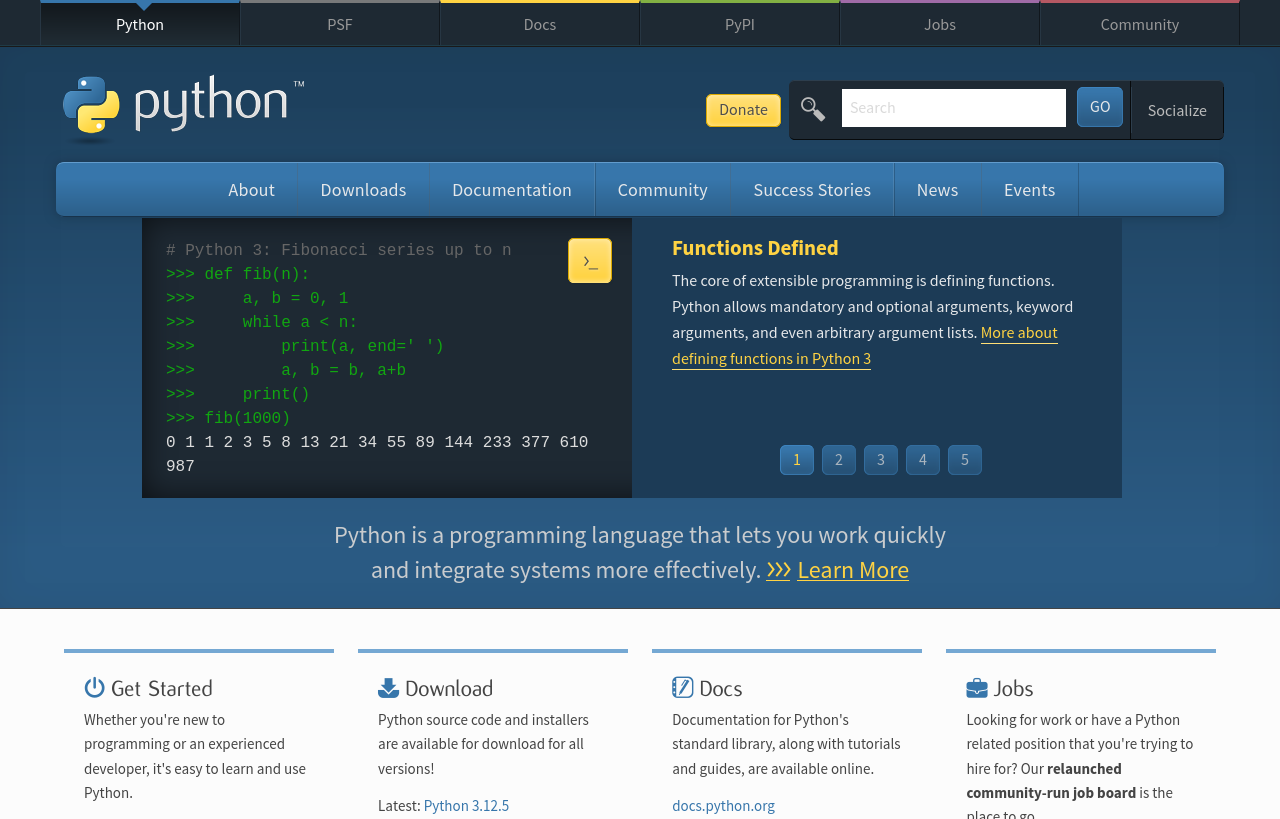 Python
PSF
Docs
PyPI
Jobs
Community
python™
Donate
Search
GO
Socialize
About
Downloads
Documentation
Community
Success Stories
News
Events
# Python 3: Fibonacci series up to n
>>> def fib(n):
>>>     a, b = 0, 1
>>>     while a < n:
>>>         print(a, end=' ')
>>>         a, b = b, a+b
>>>     print()
>>> fib(1000)
0 1 1 2 3 5 8 13 21 34 55 89 144 233 377 610
987
>_
Functions Defined
The core of extensible programming is defining functions.
Python allows mandatory and optional arguments, keyword
arguments, and even arbitrary argument lists. More about
defining functions in Python 3
1
2
3
4
5
Python is a programming language that lets you work quickly
and integrate systems more effectively. >>> Learn More
Get Started
Whether you're new to
programming or an experienced
developer, it's easy to learn and use
Python.
Download
Python source code and installers
are available for download for all
versions!
Latest: Python 3.12.5
Docs
Documentation for Python's
standard library, along with tutorials
and guides, are available online.
docs.python.org
Jobs
Looking for work or have a Python
related position that you're trying to
hire for? Our relaunched
community-run job board is the
place to go.